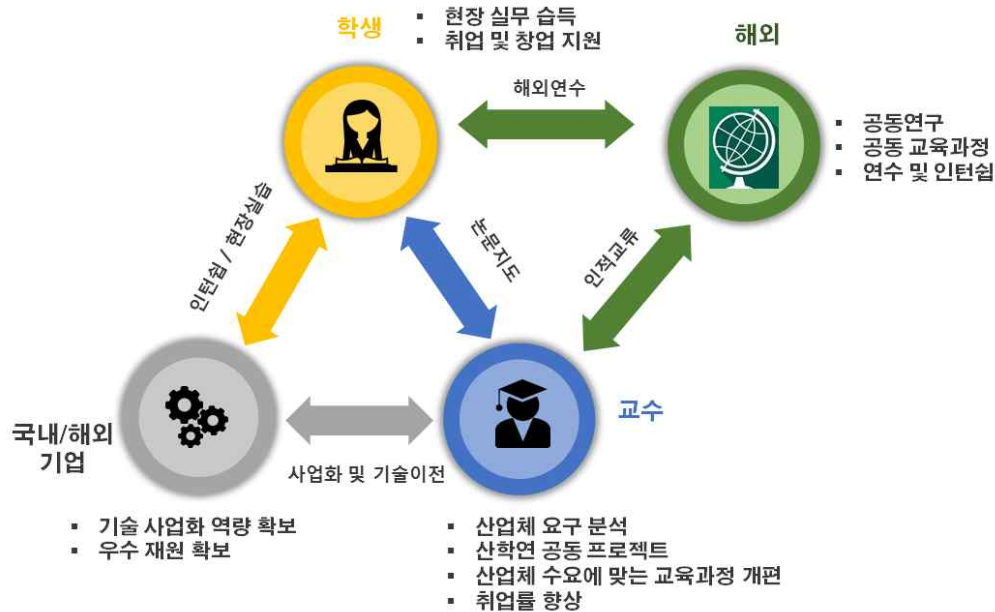 학생
▪ 현장 실무 습득
▪ 취업 및 창업 지원
해외
해외연수
▪ 공동연구
▪ 공동 교육과정
▪ 연수 및 인턴쉽
인턴쉽 / 현장실습
논문지도
인적교류
국내/해외
기업
교수
사업화 및 기술이전
▪ 기술 사업화 역량 확보
▪ 우수 재원 확보
▪ 산업체 요구 분석
▪ 산학연 공동 프로젝트
▪ 산업체 수요에 맞는 교육과정 개편
▪ 취업률 향상